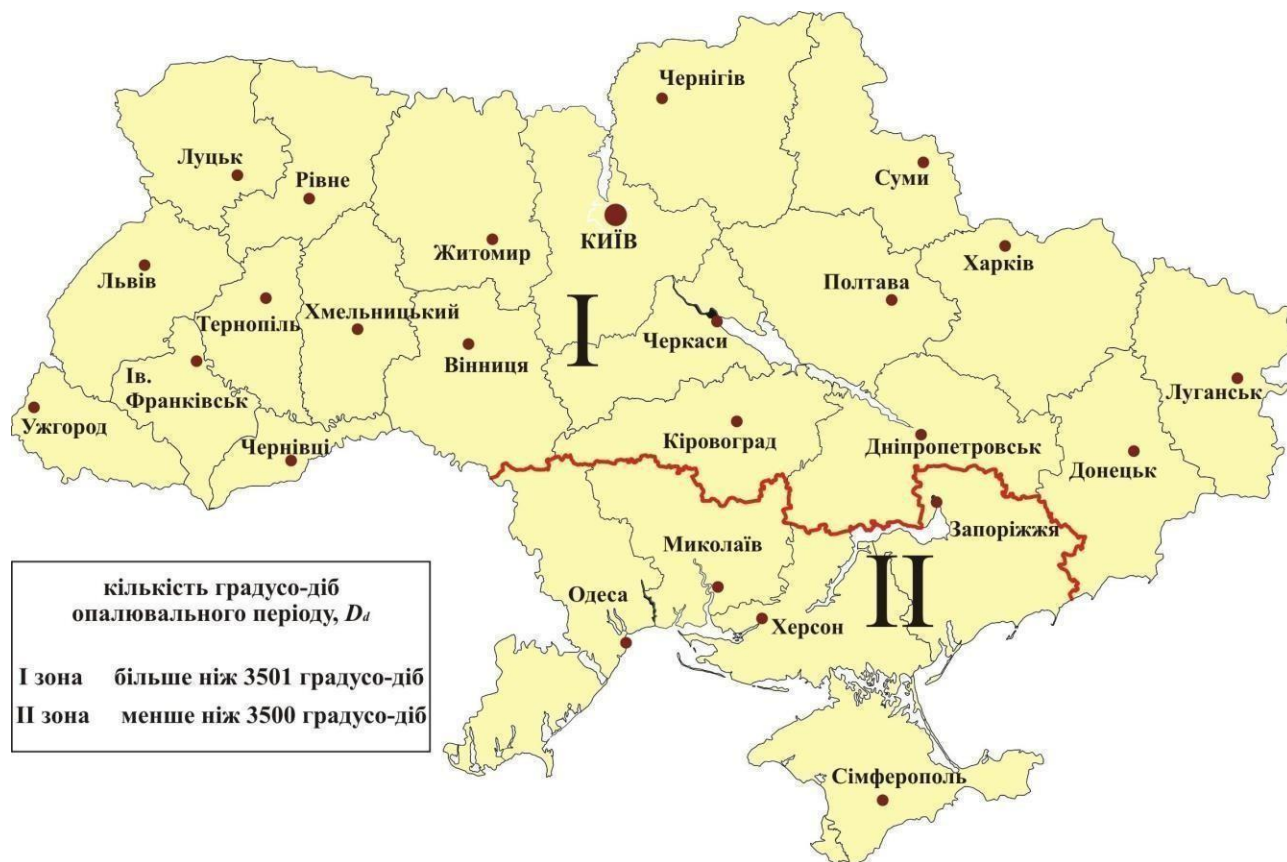 Чернігів
Луцьк
Рівне
Суми
КИЇВ
Житомир
Львів
Харків
Полтава
Тернопіль
Хмельницький
I
Черкаси
Вінниця
Ів.
Франківськ
Луганськ
Ужгород
Чернівці
Кіровоград
Дніпропетровськ
Донецьк
Запоріжжя
Миколаїв
II
Одеса
Херсон
Сімферополь
кількість градусо-діб
опалювального періоду, Dd
I зона більше ніж 3501 градусо-діб
II зона менше ніж 3500 градусо-діб